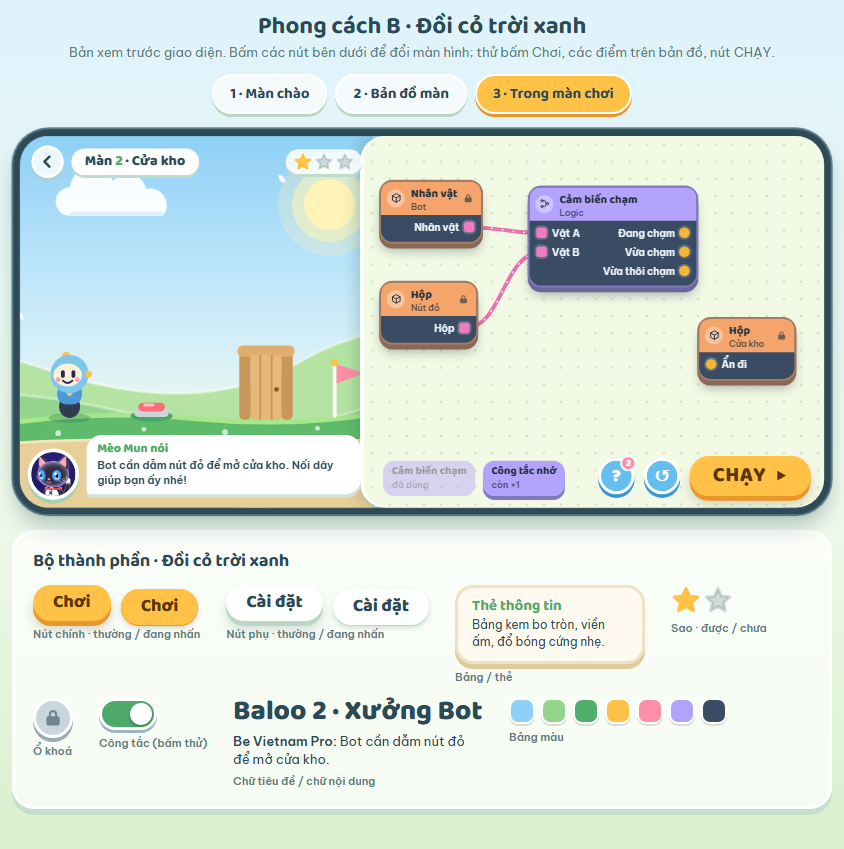 Phong cách B · Đồi cỏ trời xanh
Bản xem trước giao diện. Bấm các nút bên dưới để đổi màn hình; thử bấm Chơi, các điểm trên bản đồ, nút CHẠY.
1 · Màn chào
2 · Bản đồ màn
3 · Trong màn chơi
Màn 2 · Cửa kho
Nhân vật
Bot
Nhân vật
Hộp
Nút đỏ
Hộp
Cảm biến chạm
Logic
Vật A
Đang chạm
Vật B
Vừa chạm
Vừa thôi chạm
Hộp
Cửa kho
Ẩn đi
Mèo Mun nói
Bot cần dẫm nút đỏ để mở cửa kho. Nối dây
giúp bạn ấy nhé!
Cảm biến chạm
đã dùng
Công tắc nhớ
còn ×1
?
2
↺
CHẠY ▶
Bộ thành phần · Đồi cỏ trời xanh
Chơi
Chơi
Nút chính · thường / đang nhấn
Cài đặt
Cài đặt
Nút phụ · thường / đang nhấn
Thẻ thông tin
Bảng kem bo tròn, viền
ấm, đổ bóng cứng nhẹ.
Bảng / thẻ
Sao · được / chưa
Ổ khoá
Công tắc (bấm thử)
Baloo 2 · Xưởng Bot
Be Vietnam Pro: Bot cần dẫm nút đỏ
để mở cửa kho.
Chữ tiêu đề / chữ nội dung
Bảng màu